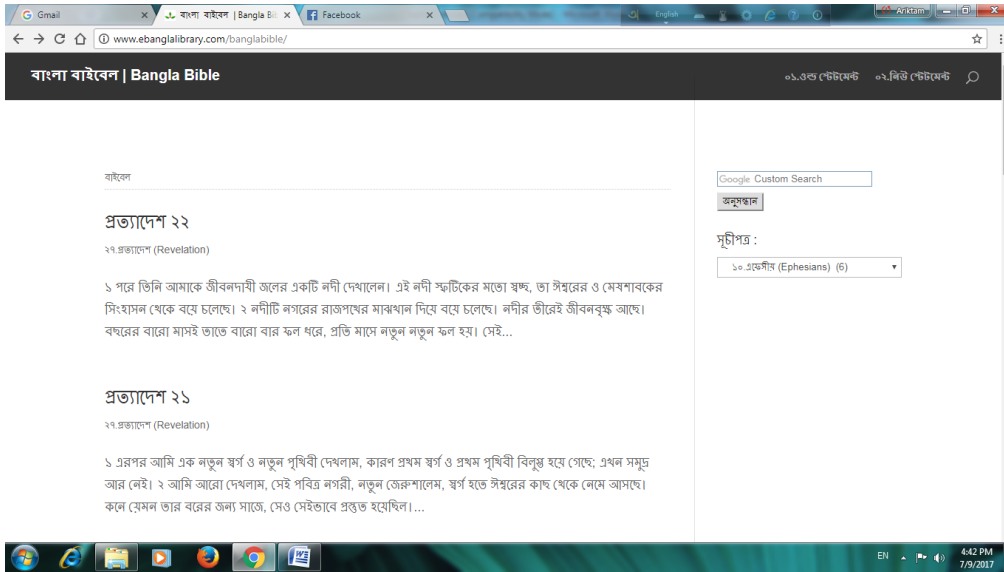 Gmail
বাংলা বাইবেল | Bangla Bi
Facebook
English
Ariktam
www.ebanglalibrary.com/banglabible/
বাংলা বাইবেল | Bangla Bible
০১.ওল্ড স্টেটমেন্ট
০২.নিউ স্টেটমেন্ট
বাইবেল
প্রত্যাদেশ ২২
২৭.প্রত্যাদেশ (Revelation)
১ পরে তিনি আমাকে জীবনদাযী জলের একটি নদী দেখালেন। এই নদী স্ফটিকের মতো স্বচ্ছ, তা ঈশ্বরের ও মেষশাবকের
সিংহাসন থেকে বযে চলেছে। ২ নদীটি নগরের রাজপথের মাঝখান দিযে বযে চলেছে। নদীর তীরেই জীবনবৃক্ষ আছে।
বছরের বারো মাসই তাতে বারো বার ফল ধরে, প্রতি মাসে নতুন নতুন ফল হয়। সেই...
প্রত্যাদেশ ২১
২৭.প্রত্যাদেশ (Revelation)
১ এরপর আমি এক নতুন স্বর্গ ও নতুন পৃথিবী দেখলাম, কারণ প্রথম স্বর্গ ও প্রথম পৃথিবী বিলুপ্ত হযে গেছে; এখন সমুদ্র
আর নেই। ২ আমি আরো দেখলাম, সেই পবিত্র নগরী, নতুন জেরুশালেম, স্বর্গ হতে ঈশ্বরের কাছ থেকে নেমে আসছে।
কনে য়েমন তার বরের জন্য সাজে, সেও সেইভাবে প্রস্তুত হযেছিল।...
Google Custom Search
অনুসন্ধান
সূচীপত্র :
১০.এফেসীয় (Ephesians) (6)
EN
4:42 PM
7/9/2017